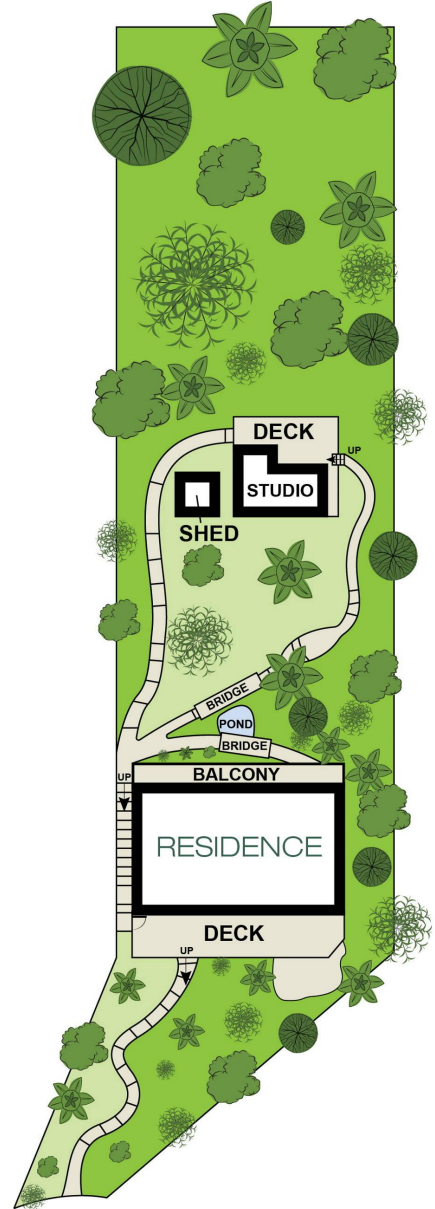 DECK
UP
STUDIO
SHED
BRIDGE
POND
BRIDGE
UP
BALCONY
RESIDENCE
DECK
UP